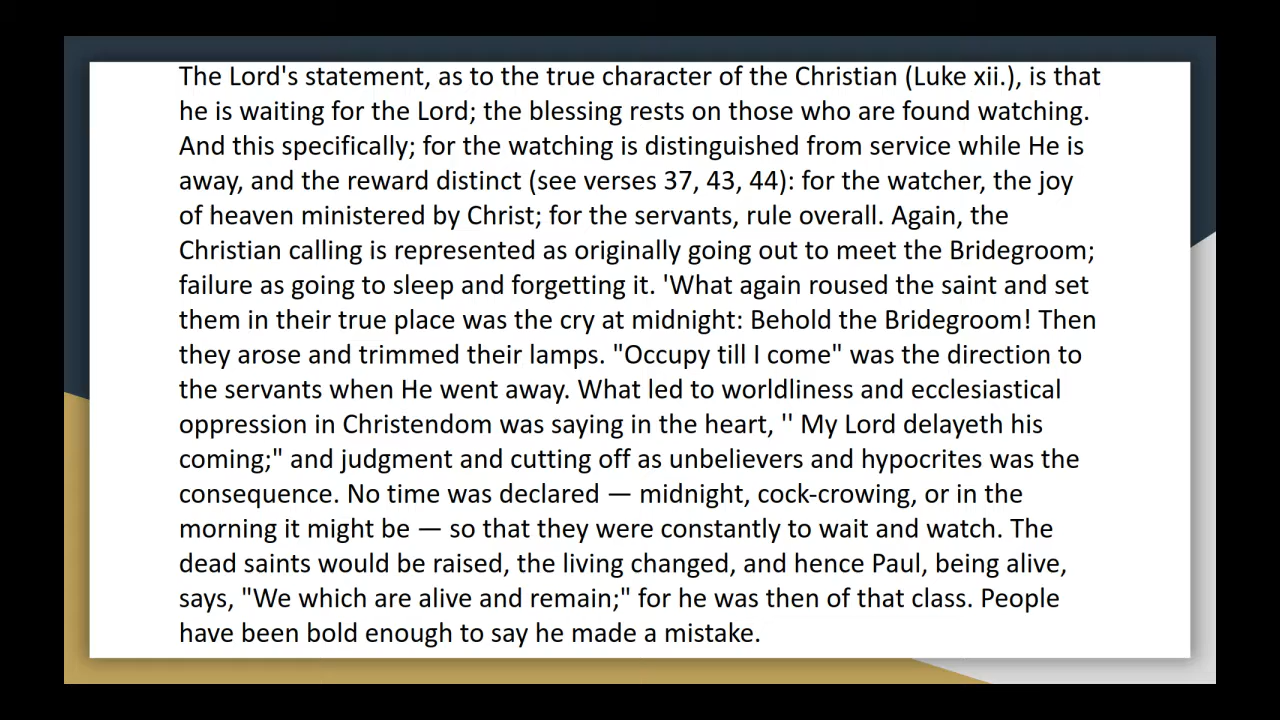 The Lord's statement, as to the true character of the Christian (Luke xii.), is that
he is waiting for the Lord; the blessing rests on those who are found watching.
And this specifically; for the watching is distinguished from service while He is
away, and the reward distinct (see verses 37, 43, 44): for the watcher, the joy
of heaven ministered by Christ; for the servants, rule overall. Again, the
Christian calling is represented as originally going out to meet the Bridegroom;
failure as going to sleep and forgetting it. 'What again roused the saint and set
them in their true place was the cry at midnight: Behold the Bridegroom! Then
they arose and trimmed their lamps. "Occupy till I come" was the direction to
the servants when He went away. What led to worldliness and ecclesiastical
oppression in Christendom was saying in the heart, '' My Lord delayeth his
coming;" and judgment and cutting off as unbelievers and hypocrites was the
consequence. No time was declared — midnight, cock-crowing, or in the
morning it might be — so that they were constantly to wait and watch. The
dead saints would be raised, the living changed, and hence Paul, being alive,
says, "We which are alive and remain;" for he was then of that class. People
have been bold enough to say he made a mistake.